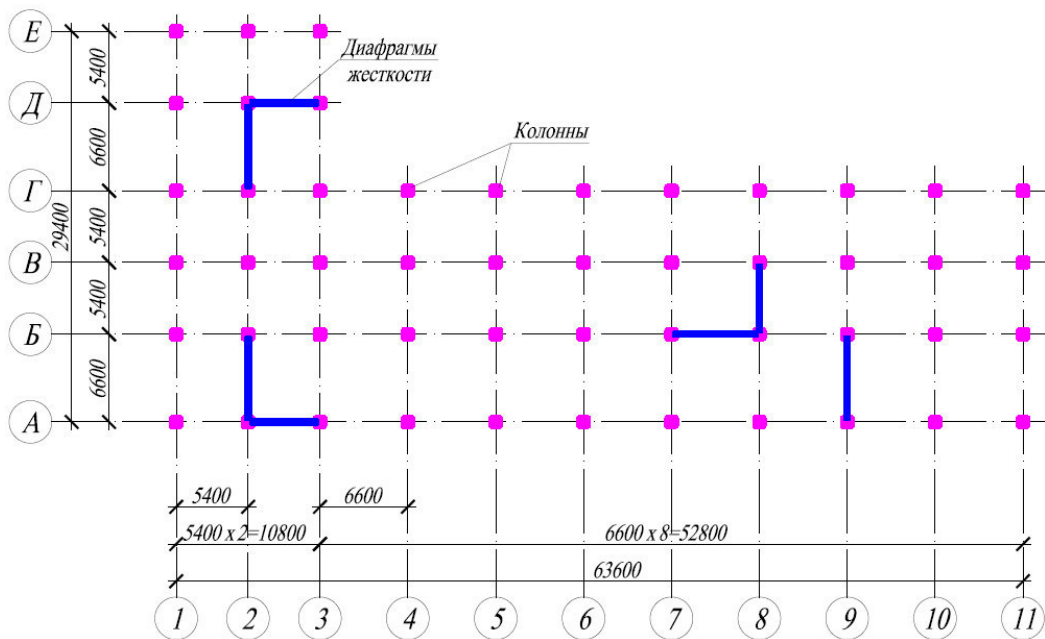 Е
Д
Г
В
Б
А
29400
5400
6600
5400
5400
6600
Диафрагмы
жесткости
Колонны
5400
6600
5400 х 2=10800
6600 х 8=52800
63600
1
2
3
4
5
6
7
8
9
10
11